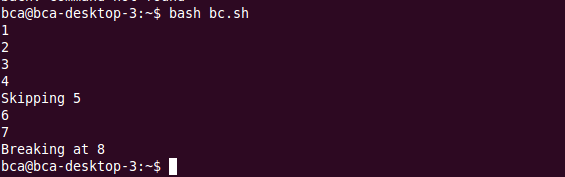 bca@bca-desktop-3:~$ bash bc.sh
1
2
3
4
Skipping 5
6
7
Breaking at 8
bca@bca-desktop-3:~$